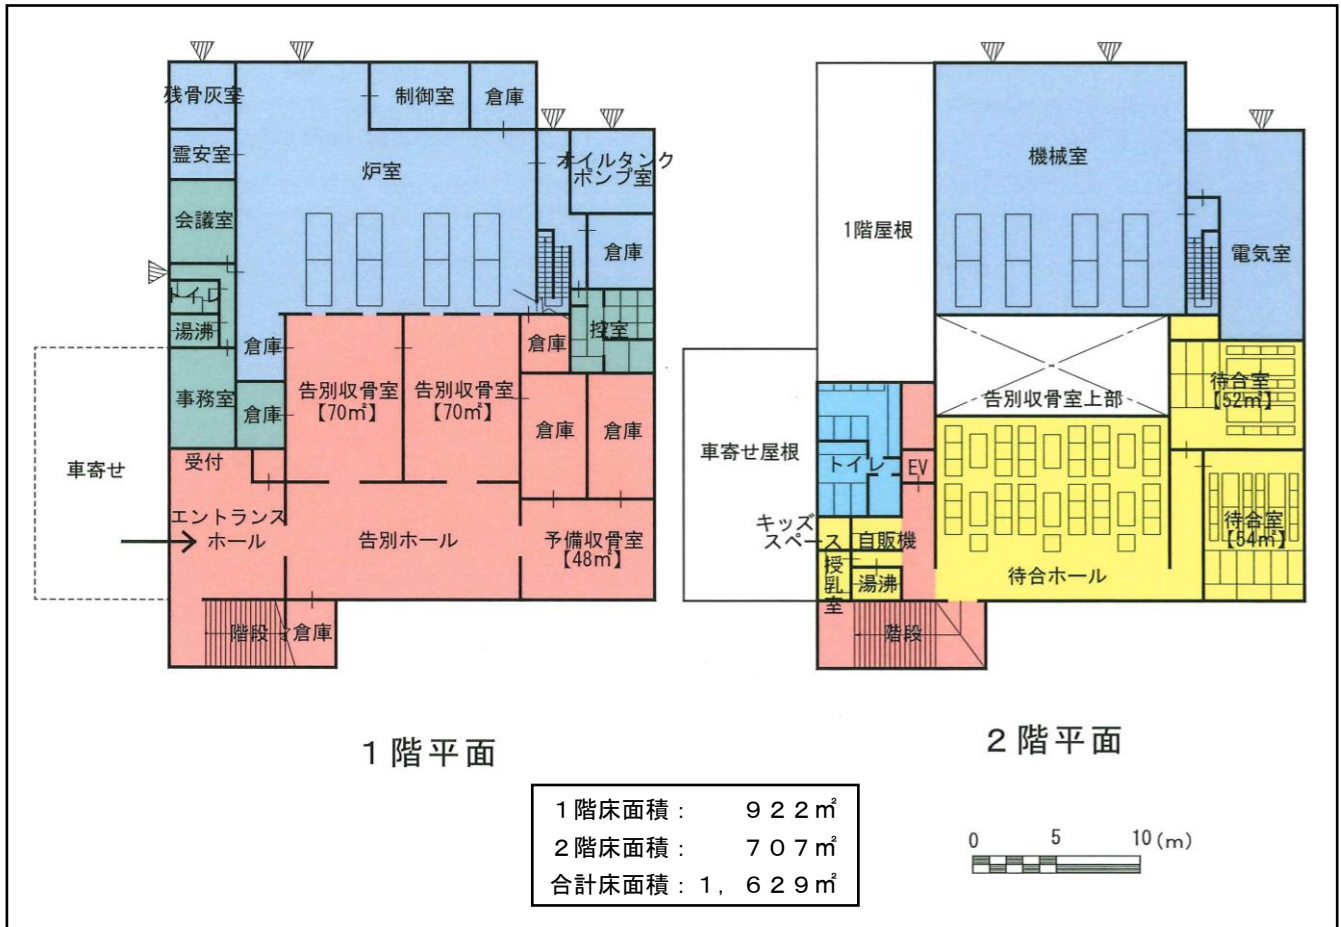 残骨灰室
制御室
倉庫
霊安室
炉室
オイルタンク
ポンプ室
会議室
倉庫
トイレ
湯沸
倉庫
倉庫
控室
事務室
倉庫
告別収骨室
【70㎡】
告別収骨室
【70㎡】
倉庫
倉庫
車寄せ
受付
エントランス
ホール
告別ホール
予備収骨室
【48㎡】
階段
倉庫
1階平面
機械室
1階屋根
電気室
告別収骨室上部
待合室
【52㎡】
車寄せ屋根
トイレ
EV
キッズ
スペース
自販機
待合室
【54㎡】
授乳室
湯沸
待合ホール
階段
2階平面
1階床面積: 922㎡
2階床面積: 707㎡
合計床面積:1,629㎡
0 5 10(m)